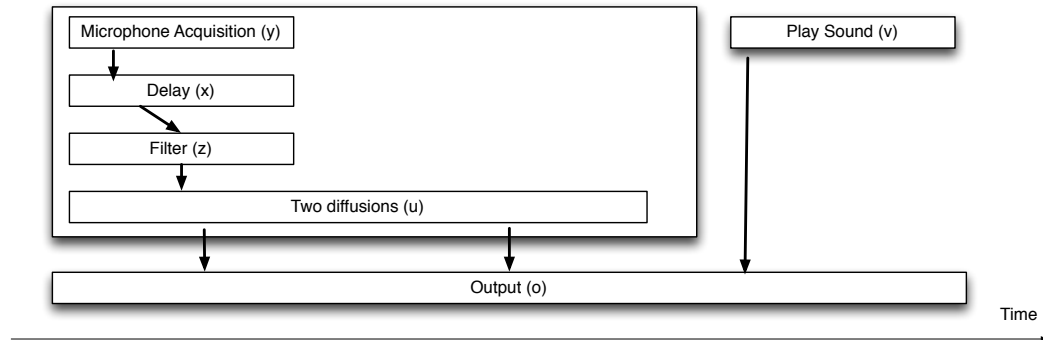 Microphone Acquisition (y)
Play Sound (v)
Delay (x)
Filter (z)
Two diffusions (u)
Output (o)
Time